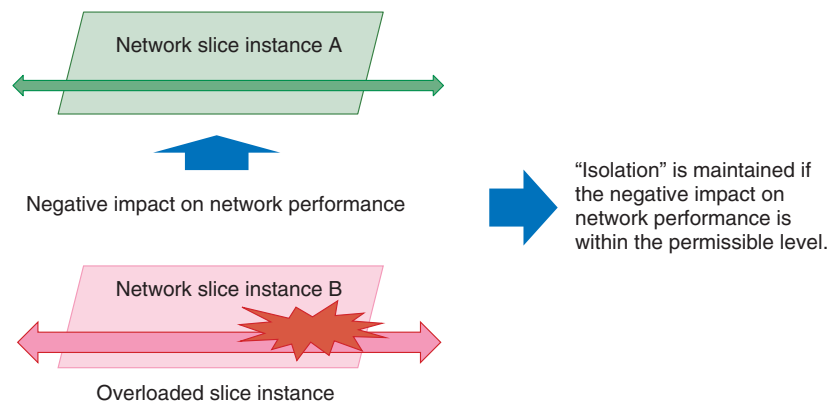 Network slice instance A
Negative impact on network performance
“Isolation” is maintained if
the negative impact on
network performance is
within the permissible level.
Network slice instance B
Overloaded slice instance